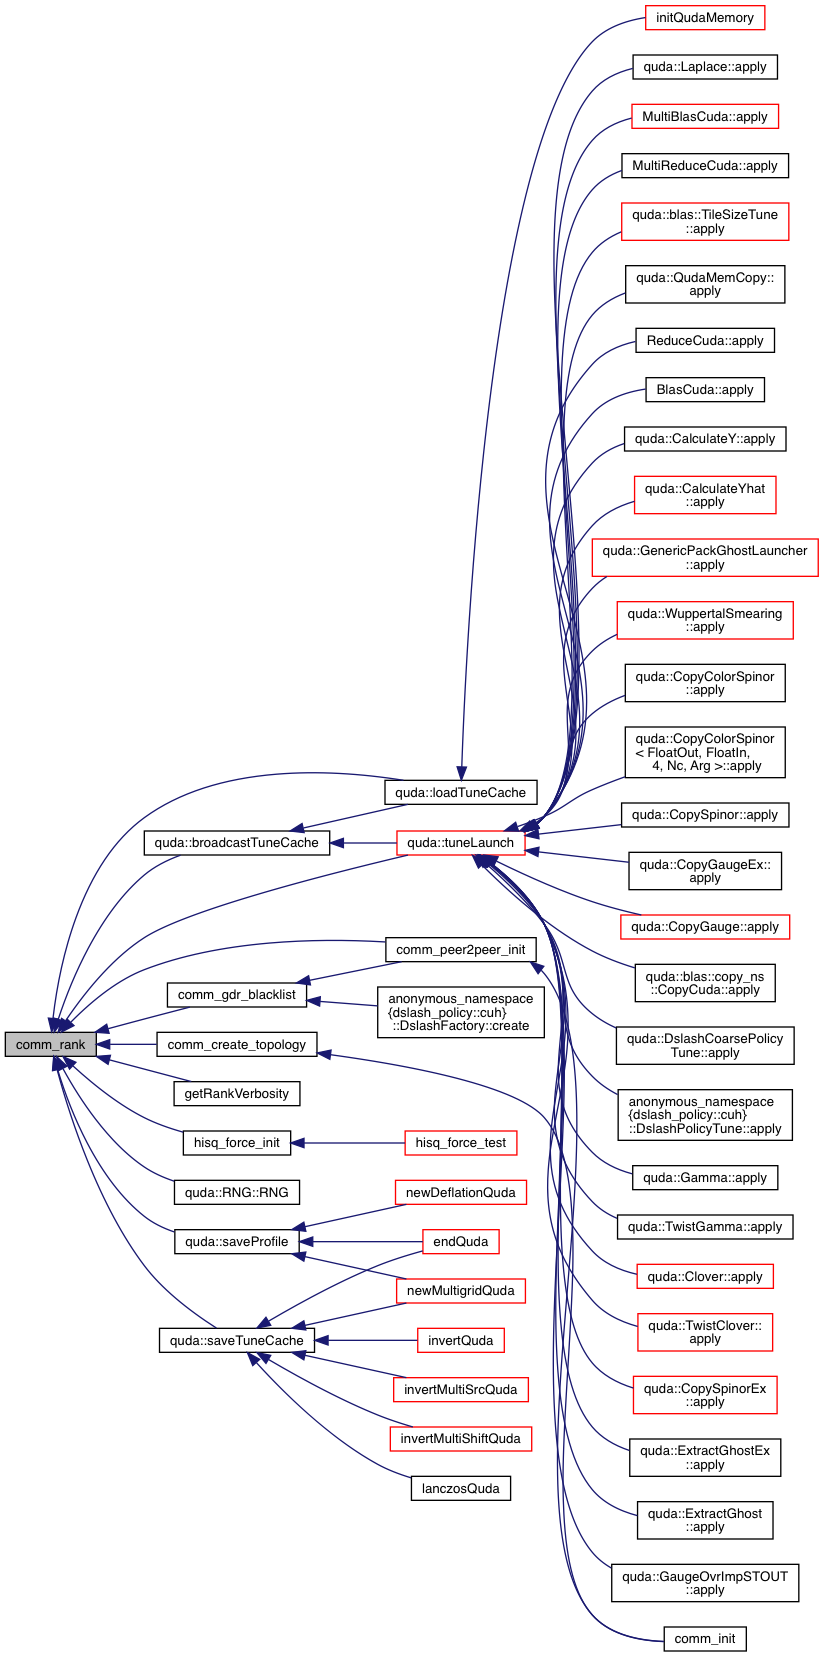 initQudaMemory
quda::Laplace::apply
MultiBlasCuda::apply
MultiReduceCuda::apply
quda::blas::TileSizeTune
::apply
quda::QudaMemCopy::
apply
ReduceCuda::apply
BlasCuda::apply
quda::CalculateY::apply
quda::CalculateYhat
::apply
quda::GenericPackGhostLauncher
::apply
quda::WuppertalSmearing
::apply
quda::CopyColorSpinor
::apply
quda::CopyColorSpinor
< FloatOut, FloatIn,
4, Nc, Arg >::apply
quda::loadTuneCache
quda::CopySpinor::apply
quda::broadcastTuneCache
quda::tuneLaunch
quda::CopyGaugeEx::
apply
quda::CopyGauge::apply
comm_peer2peer_init
quda::blas::copy_ns
::CopyCuda::apply
comm_gdr_blacklist
anonymous_namespace
{dslash_policy::cuh}
::DslashFactory::create
comm_rank
comm_create_topology
quda::DslashCoarsePolicy
Tune::apply
getRankVerbosity
anonymous_namespace
{dslash_policy::cuh}
::DslashPolicyTune::apply
hisq_force_init
hisq_force_test
quda::Gamma::apply
quda::RNG::RNG
newDeflationQuda
quda::TwistGamma::apply
quda::saveProfile
endQuda
quda::Clover::apply
newMultigridQuda
quda::TwistClover::
apply
quda::saveTuneCache
invertQuda
invertMultiSrcQuda
quda::CopySpinorEx
::apply
invertMultiShiftQuda
quda::ExtractGhostEx
::apply
lanczosQuda
quda::ExtractGhost
::apply
quda::GaugeOvrImpSTOUT
::apply
comm_init